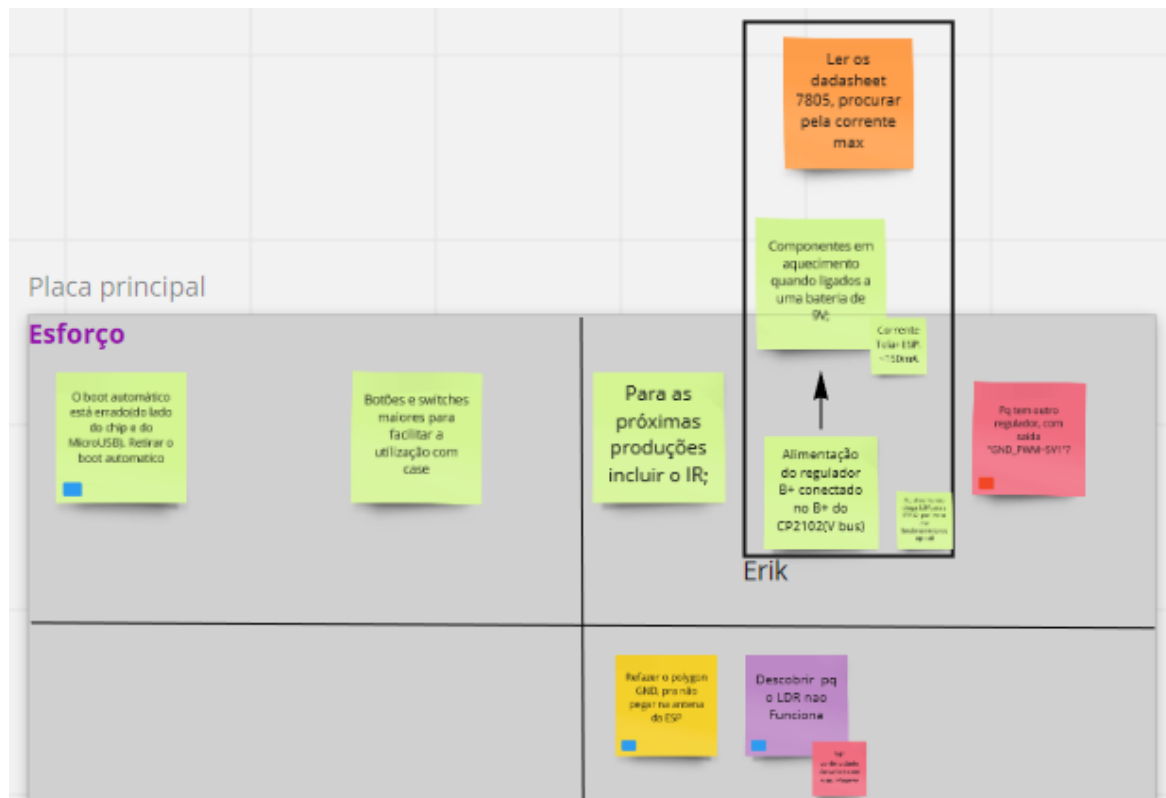 Ler os
dadasheet
7805, procurar
pela corrente
max
Componentes em
aquecimento
quando ligados a
uma bateria de
9V;
Corrente
Total ESP:
~150mA
Placa principal
Esforço
O boot automático
está errado(do lado
do chip e do
MicroUSB). Retirar o
boot automatico
Botões e switches
maiores para
facilitar a
utilização com
case
Para as
próximas
produções
incluir o IR;
Alimentação
do regulador
B+ conectado
no B+ do
CP2102(V bus)
Pq tem outro
regulador, com
saída
"GND_PWM-5V1"?
Erik
Refazer o polygon
GND, pra não
pegar na antena
da ESP
Descobrir pq
o LDR nao
Funciona